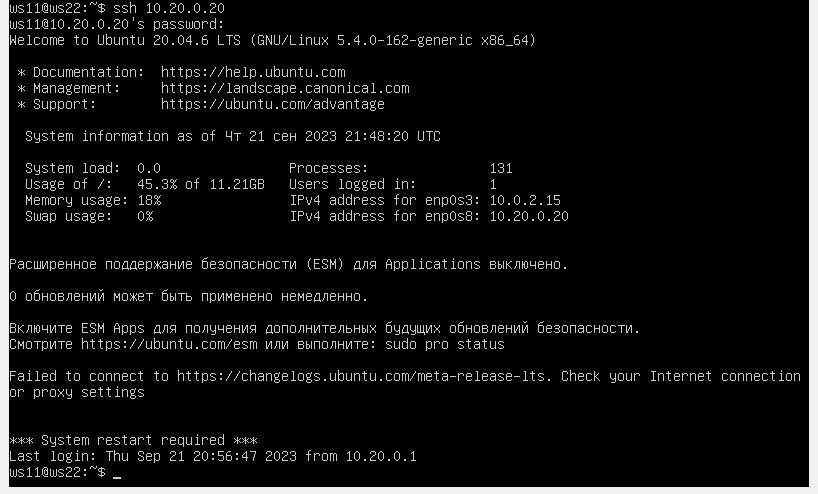 ws11@ws22:~$ ssh 10.20.0.20
ws11@10.20.0.20's password:
Welcome to Ubuntu 20.04.6 LTS (GNU/Linux 5.4.0-162-generic x86_64)
* Documentation:  https://help.ubuntu.com
* Management:     https://landscape.canonical.com
* Support:        https://ubuntu.com/advantage
System information as of Чт 21 сен 2023 21:48:20 UTC
System load:  0.0                Processes:               131
Usage of /:   45.3% of 11.21GB   Users logged in:         1
Memory usage: 18%                IPv4 address for enp0s3: 10.0.2.15
Swap usage:   0%                 IPv4 address for enp0s8: 10.20.0.20
Расширенное поддержание безопасности (ESM) для Applications выключено.
0 обновлений может быть применено немедленно.
Включите ESM Apps для получения дополнительных будущих обновлений безопасности.
Смотрите https://ubuntu.com/esm или выполните: sudo pro status
Failed to connect to https://changelogs.ubuntu.com/meta-release-lts. Check your Internet connection
or proxy settings
*** System restart required ***
Last login: Thu Sep 21 20:56:47 2023 from 10.20.0.1
ws11@ws22:~$ _